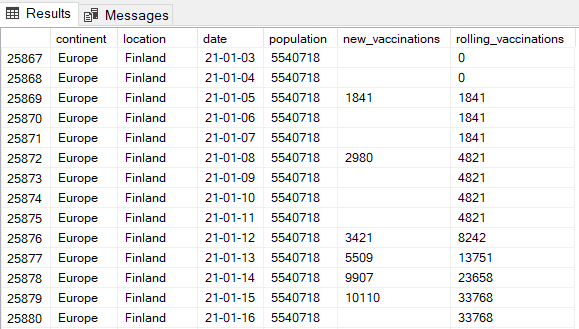 Results Messages
continent location date population new_vaccinations rolling_vaccinations
25867 Europe Finland 21-01-03 5540718 0
25868 Europe Finland 21-01-04 5540718 0
25869 Europe Finland 21-01-05 5540718 1841 1841
25870 Europe Finland 21-01-06 5540718 1841
25871 Europe Finland 21-01-07 5540718 1841
25872 Europe Finland 21-01-08 5540718 2980 4821
25873 Europe Finland 21-01-09 5540718 4821
25874 Europe Finland 21-01-10 5540718 4821
25875 Europe Finland 21-01-11 5540718 4821
25876 Europe Finland 21-01-12 5540718 3421 8242
25877 Europe Finland 21-01-13 5540718 5509 13751
25878 Europe Finland 21-01-14 5540718 9907 23658
25879 Europe Finland 21-01-15 5540718 10110 33768
25880 Europe Finland 21-01-16 5540718 33768